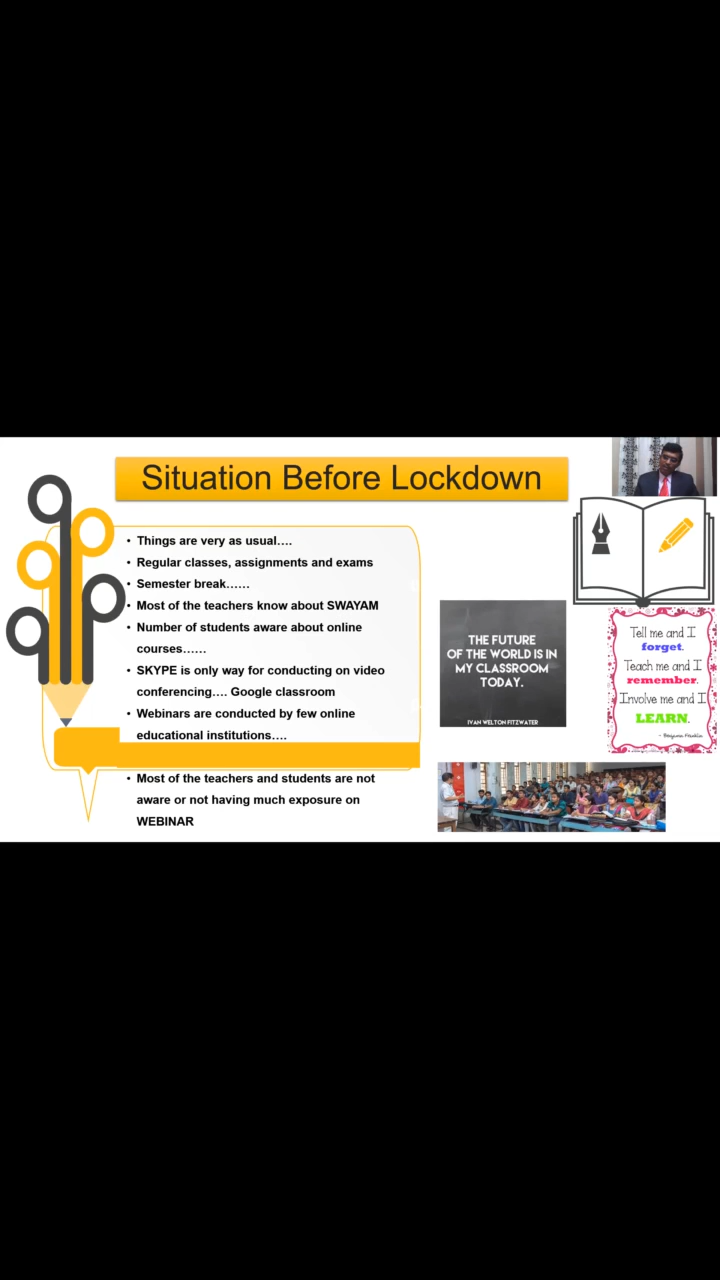 Situation Before Lockdown
• Things are very as usual....
• Regular classes, assignments and exams
• Semester break......
• Most of the teachers know about SWAYAM
• Number of students aware about online
courses......
• SKYPE is only way for conducting on video
conferencing.... Google classroom
• Webinars are conducted by few online
educational institutions....
• Most of the teachers and students are not
aware or not having much exposure on
WEBINAR
THE FUTURE
OF THE WORLD IS IN
MY CLASSROOM
TODAY.
IVAN WELTON FITZWATER
Tell me and I
forget.
Teach me and I
remember.
Involve me and I
LEARN.
- Benjamin Franklin